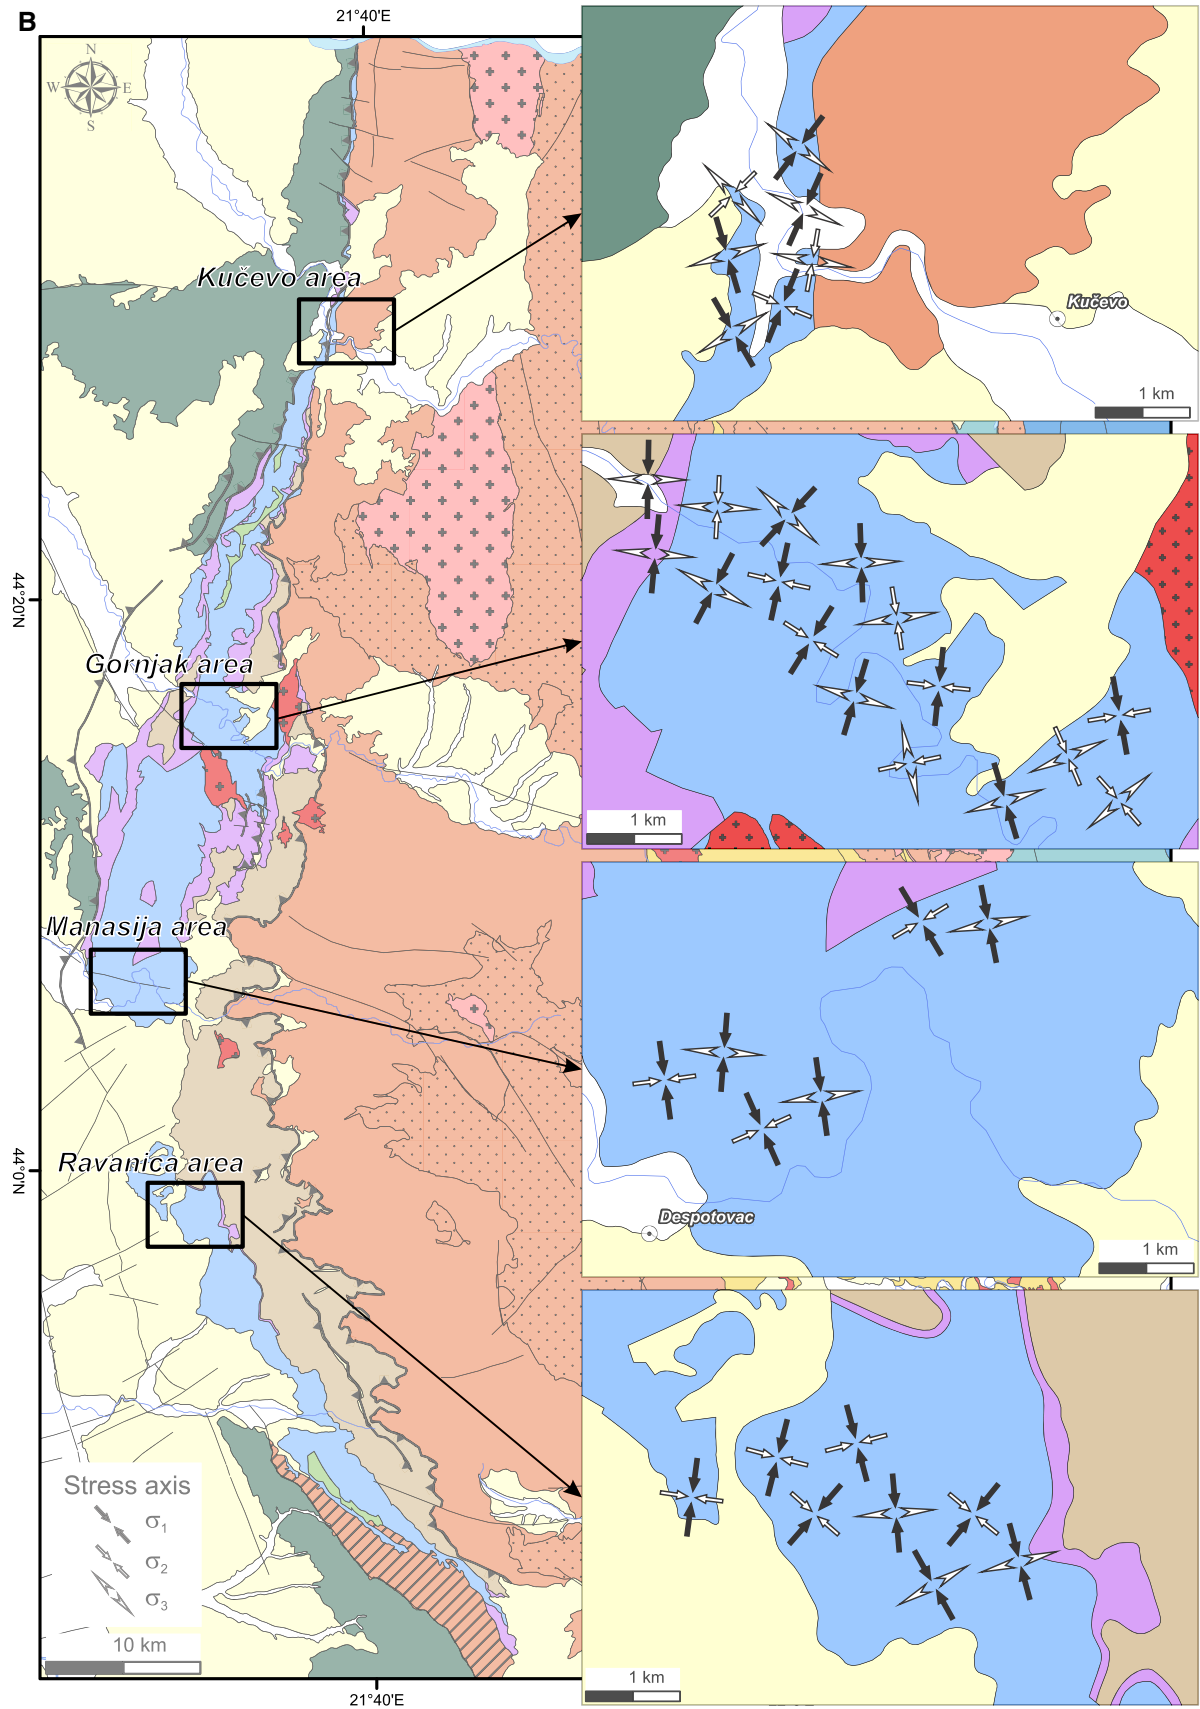 B
21°40'E
N
W
E
S
Kučevo area
Kučevo
1 km
44°20'N
Gornjak area
1 km
Manasija area
Despotovac
1 km
44°0'N
Ravanica area
Stress axis
σ1
σ2
σ3
10 km
1 km
21°40'E